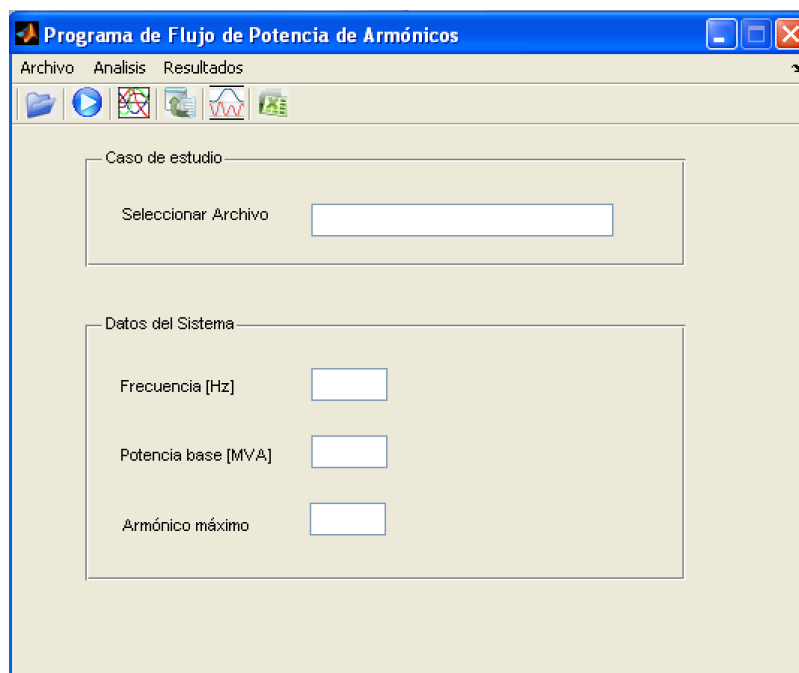 Programa de Flujo de Potencia de Armónicos
Archivo Analisis Resultados
Caso de estudio
Seleccionar Archivo
Datos del Sistema
Frecuencia [Hz]
Potencia base [MVA]
Armónico máximo